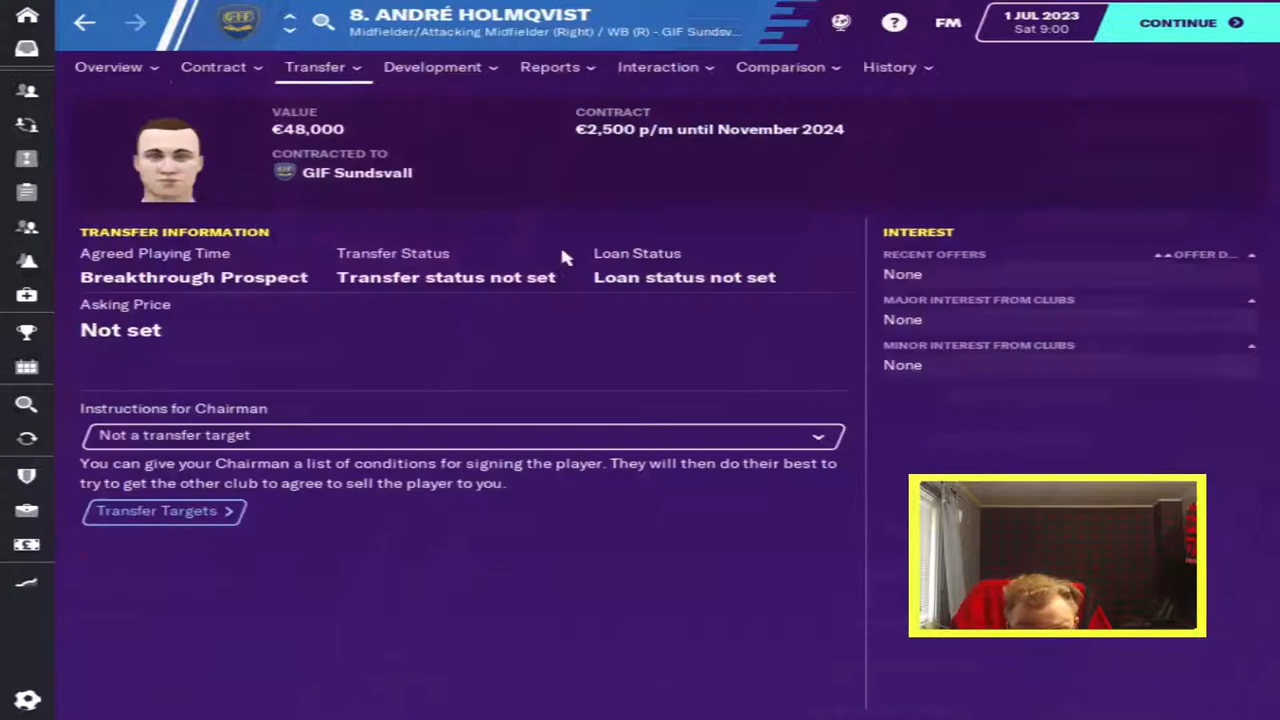 8. ANDRÉ HOLMQVIST
Midfielder/Attacking Midfielder (Right) / WB (R) - GIF Sundsv...
FM
1 JUL 2023
Sat 9:00
CONTINUE
Overview
Contract
Transfer
Development
Reports
Interaction
Comparison
History
VALUE
€48,000
CONTRACTED TO
GIF Sundsvall
CONTRACT
€2,500 p/m until November 2024
TRANSFER INFORMATION
Agreed Playing Time
Breakthrough Prospect
Transfer Status
Transfer status not set
Loan Status
Loan status not set
Asking Price
Not set
Instructions for Chairman
Not a transfer target
You can give your Chairman a list of conditions for signing the player. They will then do their best to
try to get the other club to agree to sell the player to you.
Transfer Targets
INTEREST
RECENT OFFERS
OFFER D...
None
MAJOR INTEREST FROM CLUBS
None
MINOR INTEREST FROM CLUBS
None